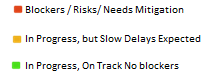 Blockers / Risks/ Needs Mitigation
In Progress, but Slow Delays Expected
In Progress, On Track No blockers